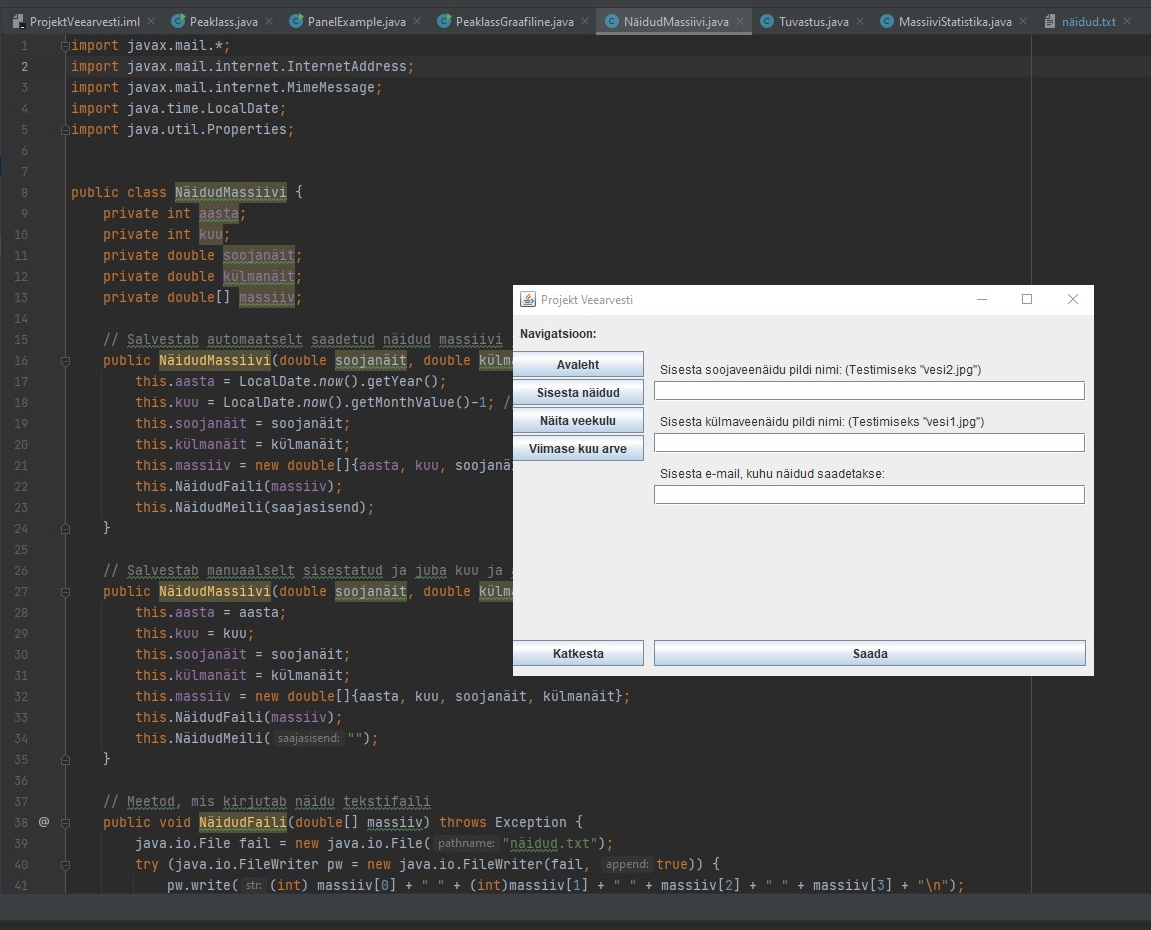 ProjektVeearvesti.iml
Peaklass.java
PanelExample.java
PeaklassGraafiline.java
NäidudMassiivi.java
Tuvastus.java
MassiiviStatistika.java
näidud.txt
1 import javax.mail.*;
2 import javax.mail.internet.InternetAddress;
3 import javax.mail.internet.MimeMessage;
4 import java.time.LocalDate;
5 import java.util.Properties;
6
7
8 public class NäidudMassiivi {
9 private int aasta;
10 private int kuu;
11 private double soojanäit;
12 private double külmanäit;
13 private double[] massiiv;
14
15 // Salvestab automaatselt saadetud näidud massiivi
16 public NäidudMassiivi(double soojanäit, double külma
17 this.aasta = LocalDate.now().getYear();
18 this.kuu = LocalDate.now().getMonthValue()-1; /
19 this.soojanäit = soojanäit;
20 this.külmanäit = külmanäit;
21 this.massiiv = new double[]{aasta, kuu, soojanä
22 this.NäidudFaili(massiiv);
23 this.NäidudMeili(saajasisend);
24 }
25
26 // Salvestab manuaalselt sisestatud ja juba kuu ja
27 public NäidudMassiivi(double soojanäit, double külma
28 this.aasta = aasta;
29 this.kuu = kuu;
30 this.soojanäit = soojanäit;
31 this.külmanäit = külmanäit;
32 this.massiiv = new double[]{aasta, kuu, soojanäit, külmanäit};
33 this.NäidudFaili(massiiv);
34 this.NäidudMeili( saajasisend: "");
35 }
36
37 // Meetod, mis kirjutab näidu tekstifaili
38 @ public void NäidudFaili(double[] massiiv) throws Exception {
39 java.io.File fail = new java.io.File( pathname: "näidud.txt");
40 try (java.io.FileWriter pw = new java.io.FileWriter(fail, append: true)) {
41 pw.write( str: (int) massiiv[0] + " " + (int)massiiv[1] + " " + massiiv[2] + " " + massiiv[3] + "\n");
Projekt Veearvesti
Navigatsioon:
Avaleht
Sisesta näidud
Näita veekulu
Viimase kuu arve
Sisesta soojaveenäidu pildi nimi: (Testimiseks "vesi2.jpg")
Sisesta külmaveenäidu pildi nimi: (Testimiseks "vesi1.jpg")
Sisesta e-mail, kuhu näidud saadetakse:
Katkesta
Saada